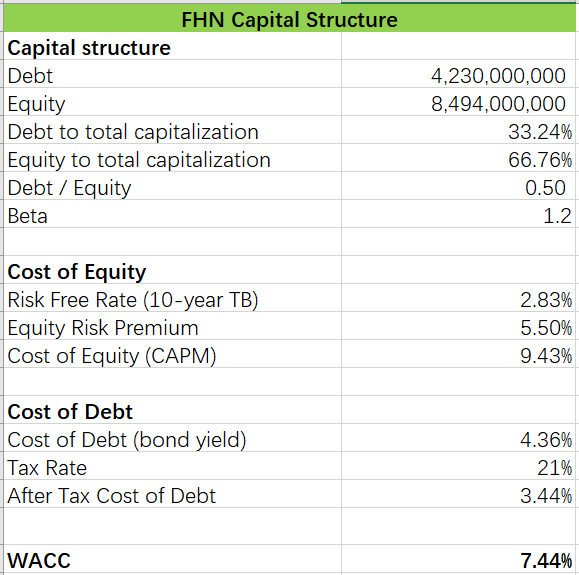 FHN Capital Structure
Capital structure
Debt 4,230,000,000
Equity 8,494,000,000
Debt to total capitalization 33.24%
Equity to total capitalization 66.76%
Debt / Equity 0.50
Beta 1.2
Cost of Equity
Risk Free Rate (10-year TB) 2.83%
Equity Risk Premium 5.50%
Cost of Equity (CAPM) 9.43%
Cost of Debt
Cost of Debt (bond yield) 4.36%
Tax Rate 21%
After Tax Cost of Debt 3.44%
WACC 7.44%